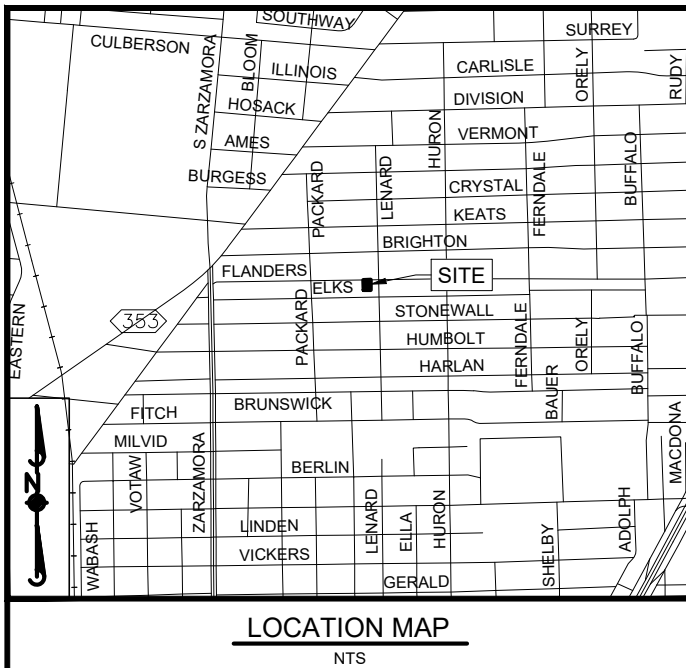 SOUTHWAY
SURREY
CULBERSON
S ZARZAMORA
BLOOM
ILLINOIS
CARLISLE
ORELY
RUDY
HOSACK
DIVISION
HURON
VERMONT
AMES
BURGESS
PACKARD
LENARD
CRYSTAL
FERNDALE
BUFFALO
KEATS
BRIGHTON
FLANDERS
SITE
ELKS
353
EASTERN
STONEWALL
PACKARD
HUMBOLT
FERNDALE
ORELY
BUFFALO
HARLAN
BAUER
BRUNSWICK
FITCH
MILVID
MACDONA
VOTAW
ZARZAMORA
BERLIN
N
LENARD
ELLA
HURON
ADOLPH
LINDEN
WABASH
VICKERS
SHELBY
GERALD
LOCATION MAP
NTS